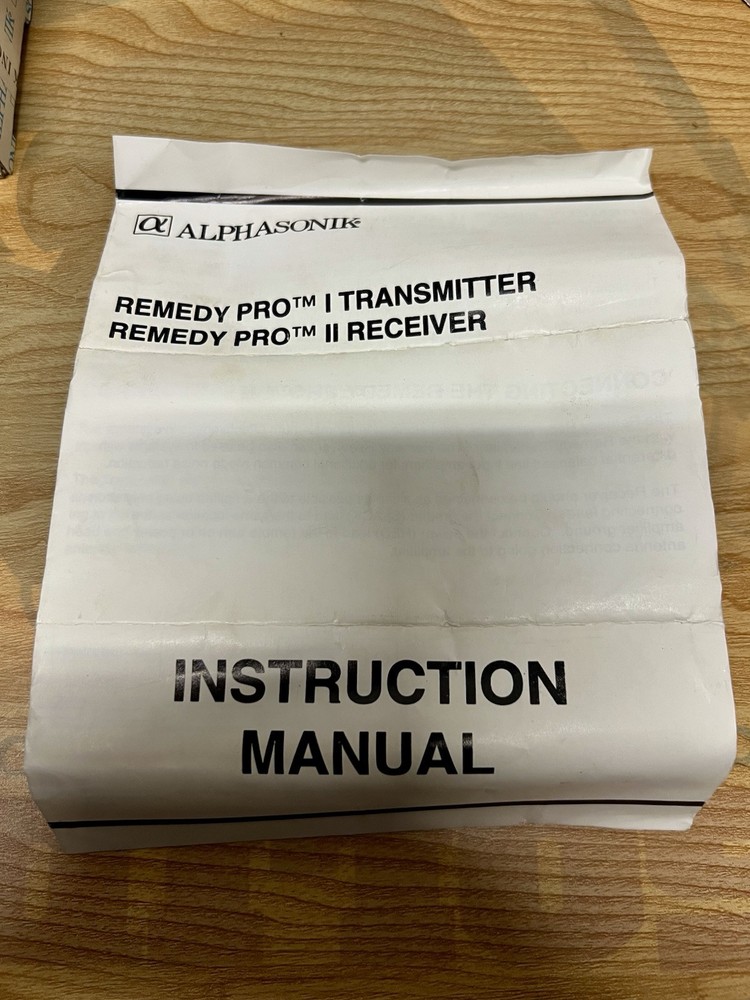 α ALPHASONIK
REMEDY PRO™ I TRANSMITTER
REMEDY PRO™ II RECEIVER
INSTRUCTION
MANUAL